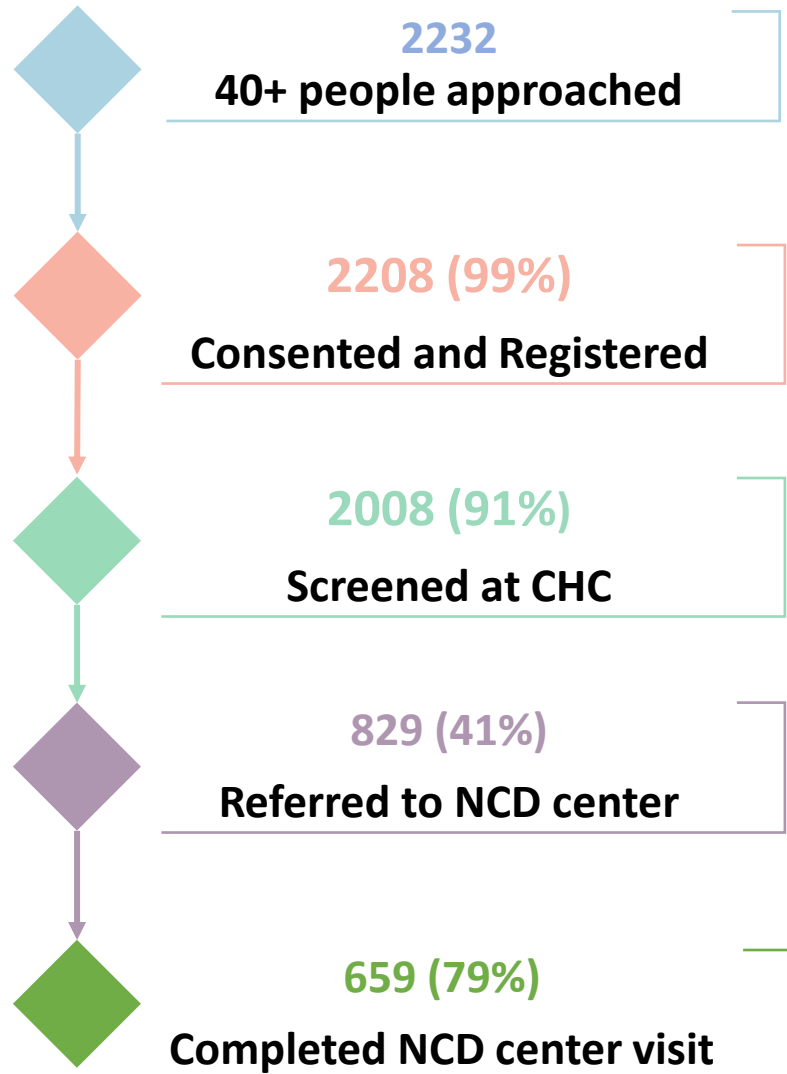 2232
40+ people approached
2208 (99%)
Consented and Registered
2008 (91%)
Screened at CHC
829 (41%)
Referred to NCD center
659 (79%)
Completed NCD center visit